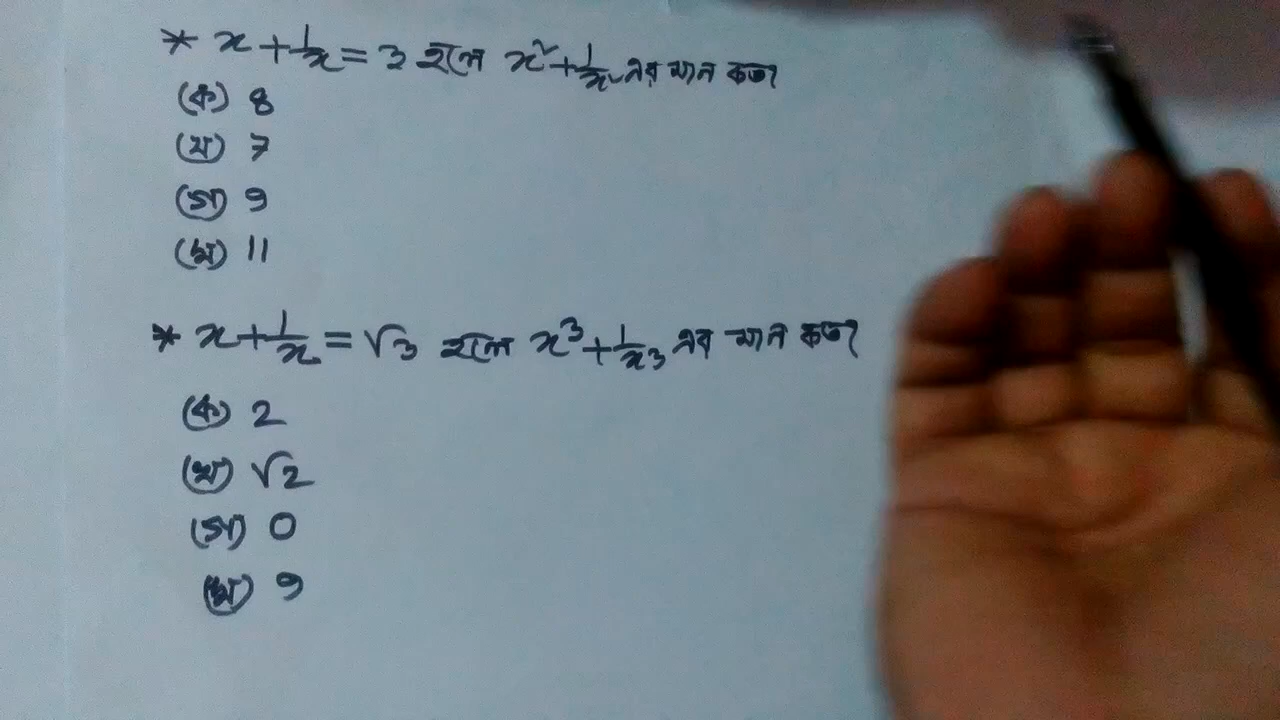 * x + 1/x = 3 হলে x² + 1/x² এর মান কত?
(ক) 8
(খ) 7
(গ) 9
(ঘ) 11
* x + 1/x = √3 হলে x³ + 1/x³ এর মান কত?
(ক) 2
(খ) √2
(গ) 0
(ঘ) 9